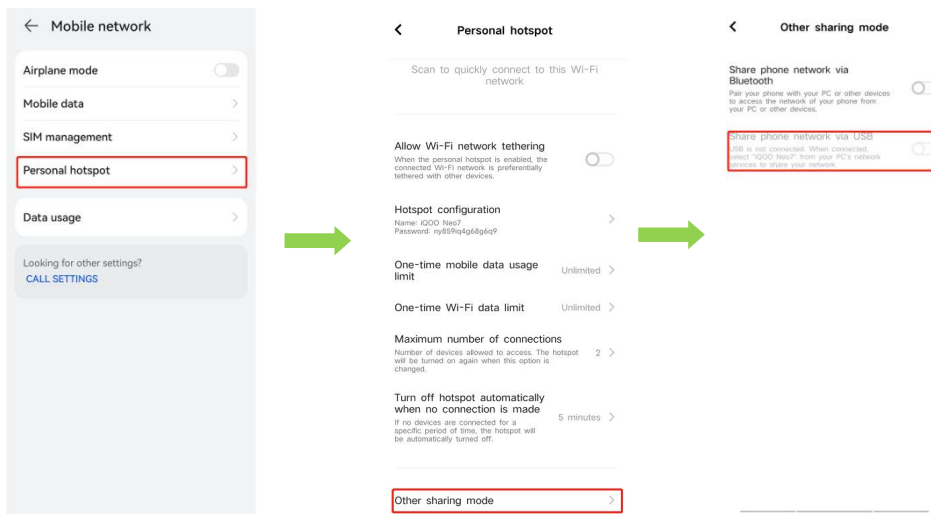 Mobile network
Airplane mode
Mobile data
SIM management
Personal hotspot
Data usage
Looking for other settings?
CALL SETTINGS
Personal hotspot
Scan to quickly connect to this Wi-Fi
network
Allow Wi-Fi network tethering
When the personal hotspot is enabled, the
connected Wi-Fi network is preferentially
tethered with other devices.
Hotspot configuration
Name: iQOO Neo7
Password: ny859iq4g68g6q9
One-time mobile data usage
limit
Unlimited
One-time Wi-Fi data limit
Unlimited
Maximum number of connections
Number of devices allowed to access. The hotspot
will be turned on again when this option is
changed.
2
Turn off hotspot automatically
when no connection is made
If no devices are connected for a
specific period of time, the hotspot will
be automatically turned off.
5 minutes
Other sharing mode
Other sharing mode
Share phone network via
Bluetooth
Pair your phone with your PC or other devices
to access the network of your phone from
your PC or other devices.
Share phone network via USB
USB is not connected. When connected,
select "iQOO Neo7" from your PC's network
services to share your network.